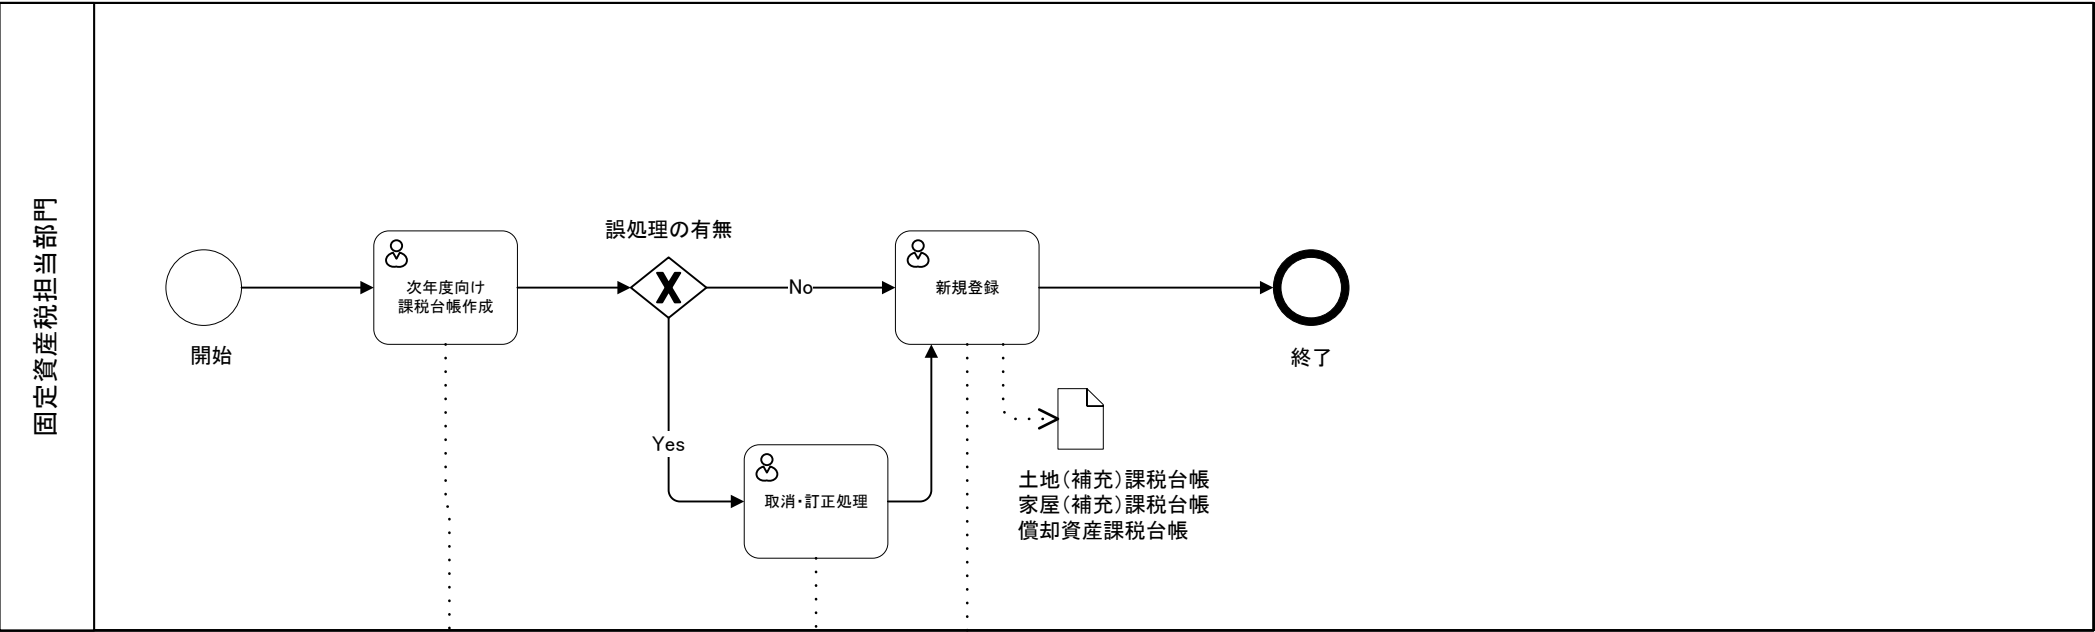 固定資産税担当部門
開始
次年度向け
課税台帳作成
誤処理の有無
No
Yes
取消・訂正処理
新規登録
土地（補充）課税台帳
家屋（補充）課税台帳
償却資産課税台帳
終了